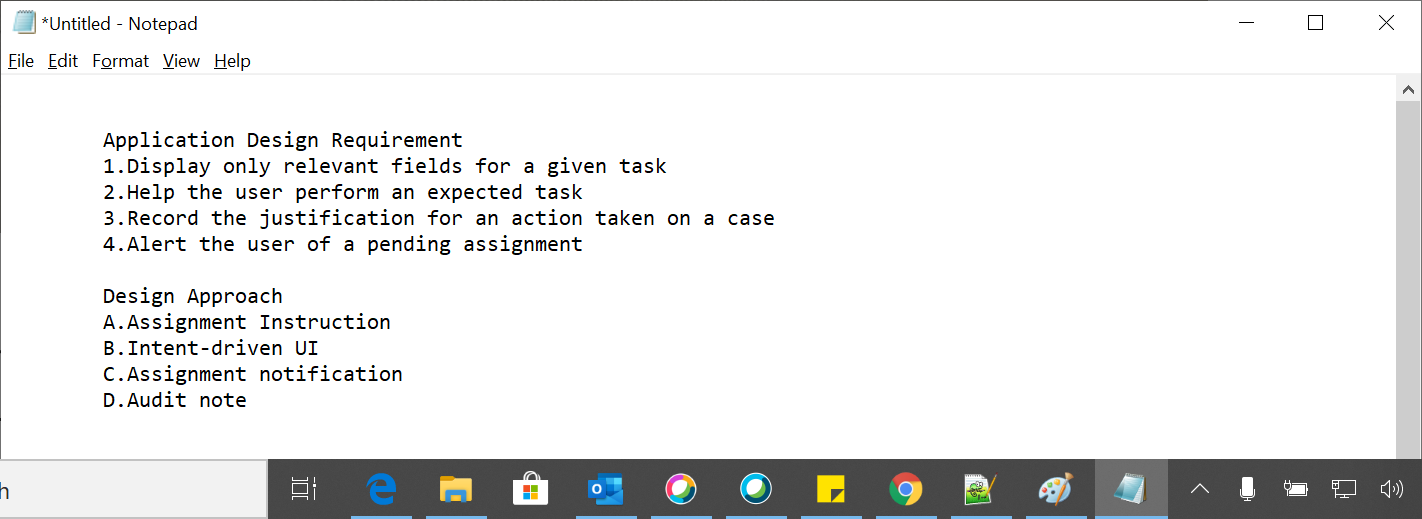 *Untitled - Notepad
File Edit Format View Help
Application Design Requirement
1.Display only relevant fields for a given task
2.Help the user perform an expected task
3.Record the justification for an action taken on a case
4.Alert the user of a pending assignment
Design Approach
A.Assignment Instruction
B.Intent-driven UI
C.Assignment notification
D.Audit note
h